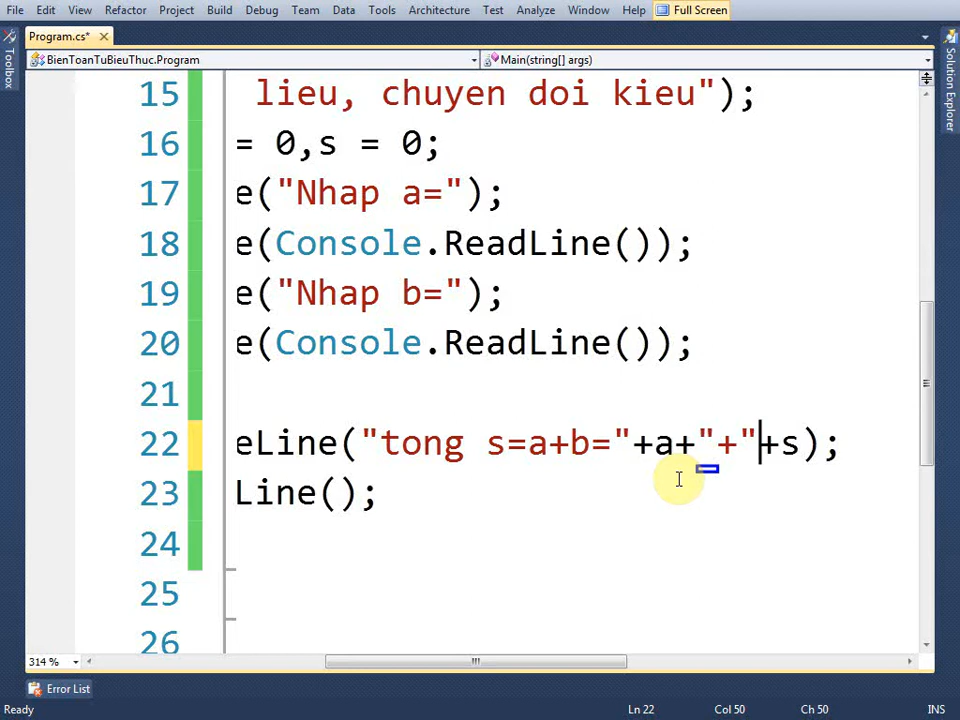 File Edit View Refactor Project Build Debug Team Data Tools Architecture Test Analyze Window Help Full Screen
Program.cs*
BienToanTuBieuThuc.Program Main(string[] args)
Toolbox
Solution Explorer
15 lieu, chuyen doi kieu");
16 = 0,s = 0;
17 e("Nhap a=");
18 e(Console.ReadLine());
19 e("Nhap b=");
20 e(Console.ReadLine());
21
22 eLine("tong s=a+b="+a+"+"+s);
23 Line();
24
25
26
314 %
Error List
Ready Ln 22 Col 50 Ch 50 INS